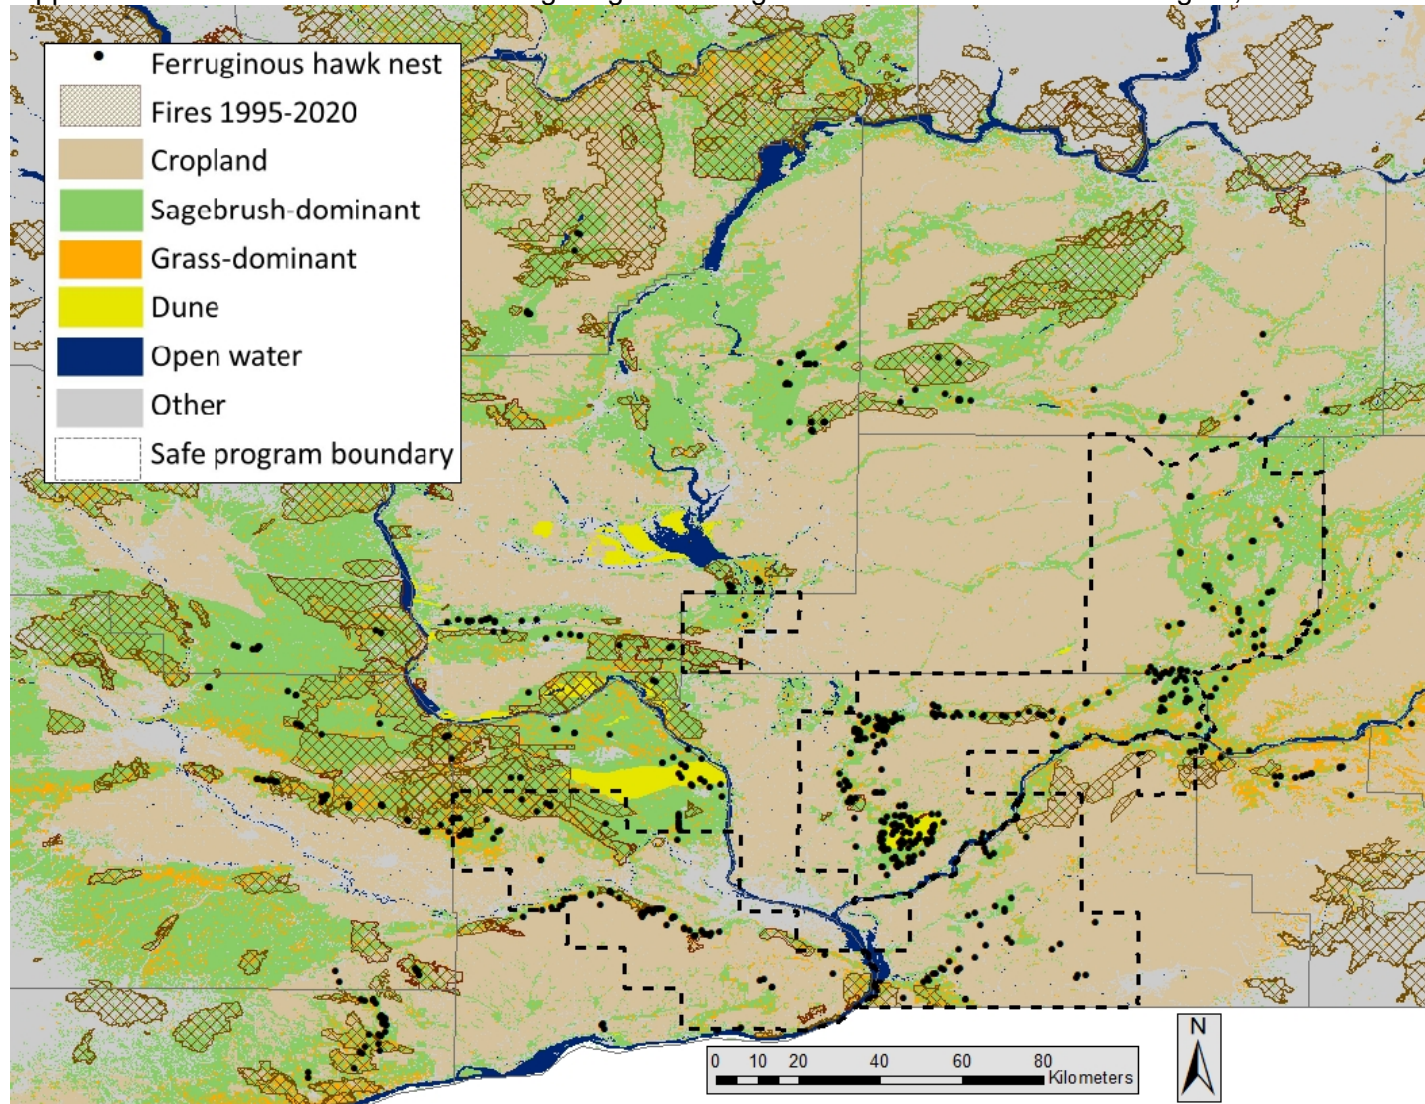 Ferruginous hawk nest
Fires 1995-2020
Cropland
Sagebrush-dominant
Grass-dominant
Dune
Open water
Other
Safe program boundary
N
0 10 20 40 60 80
Kilometers